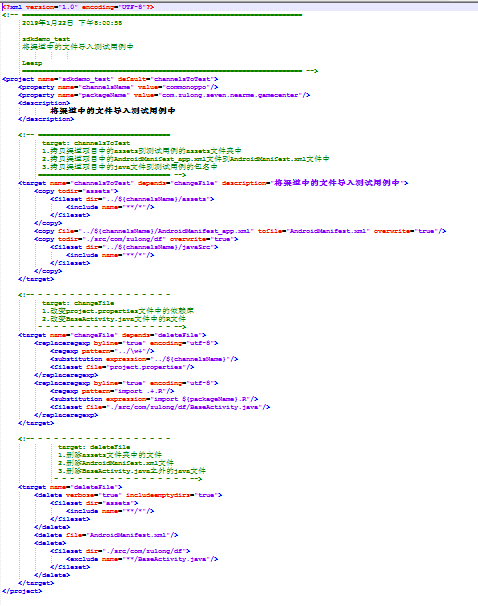 <?xml version="1.0" encoding="UTF-8"?>
<!-- ======================================================================
2019年1月22日 下午8:00:58
sdkdemo_test
将渠道中的文件导入测试用例中
Leesp
====================================================================== -->
<project name="sdkdemo_test" default="channelsToTest">
<property name="channelsName" value="commonoppo"/>
<property name="packageName" value="com.sulong.seven.nearme.gamecenter"/>
<description>
将渠道中的文件导入测试用例中
</description>
<!-- =================================
target: channelsToTest
1.拷贝渠道项目中的assets到测试用例的assets文件夹中
2.拷贝渠道项目中的AndroidManifest_app.xml文件到AndroidManifest.xml文件中
3.拷贝渠道项目中的java文件到测试用例的包名中
================================= -->
<target name="channelsToTest" depends="changeFile" description="将渠道中的文件导入测试用例中">
<copy todir="assets">
<fileset dir="../${channelsName}/assets">
<include name="**/*"/>
</fileset>
</copy>
<copy file="../${channelsName}/AndroidManifest_app.xml" tofile="AndroidManifest.xml" overwrite="true"/>
<copy todir="./src/com/sulong/df" overwrite="true">
<fileset dir="../${channelsName}/javaSrc">
<include name="**/*"/>
</fileset>
</copy>
</target>
<!-- - - - - - - - - - - - - - - - - -
target: changeFile
1.改变project.properties文件中的依赖库
2.改变BaseActivity.java文件中的R文件
- - - - - - - - - - - - - - - - - -->
<target name="changeFile" depends="deleteFile">
<replaceregexp byline="true" encoding="utf-8">
<regexp pattern="../\w+"/>
<substitution expression="../${channelsName}"/>
<fileset file="project.properties"/>
</replaceregexp>
<replaceregexp byline="true" encoding="utf-8">
<regexp pattern="import .+.R"/>
<substitution expression="import ${packageName}.R"/>
<fileset file="./src/com/sulong/df/BaseActivity.java"/>
</replaceregexp>
</target>
<!-- - - - - - - - - - - - - - - - - -
target: deleteFile
1.删除assets文件夹中的文件
2.删除AndroidManifest.xml文件
3.删除BaseActivity.java之外的java文件
- - - - - - - - - - - - - - - - - -->
<target name="deleteFile">
<delete verbose="true" includeemptydirs="true">
<fileset dir="assets">
<include name="**/*"/>
</fileset>
</delete>
<delete file="AndroidManifest.xml"/>
<delete>
<fileset dir="./src/com/sulong/df">
<exclude name="**/BaseActivity.java"/>
</fileset>
</delete>
</target>
</project>